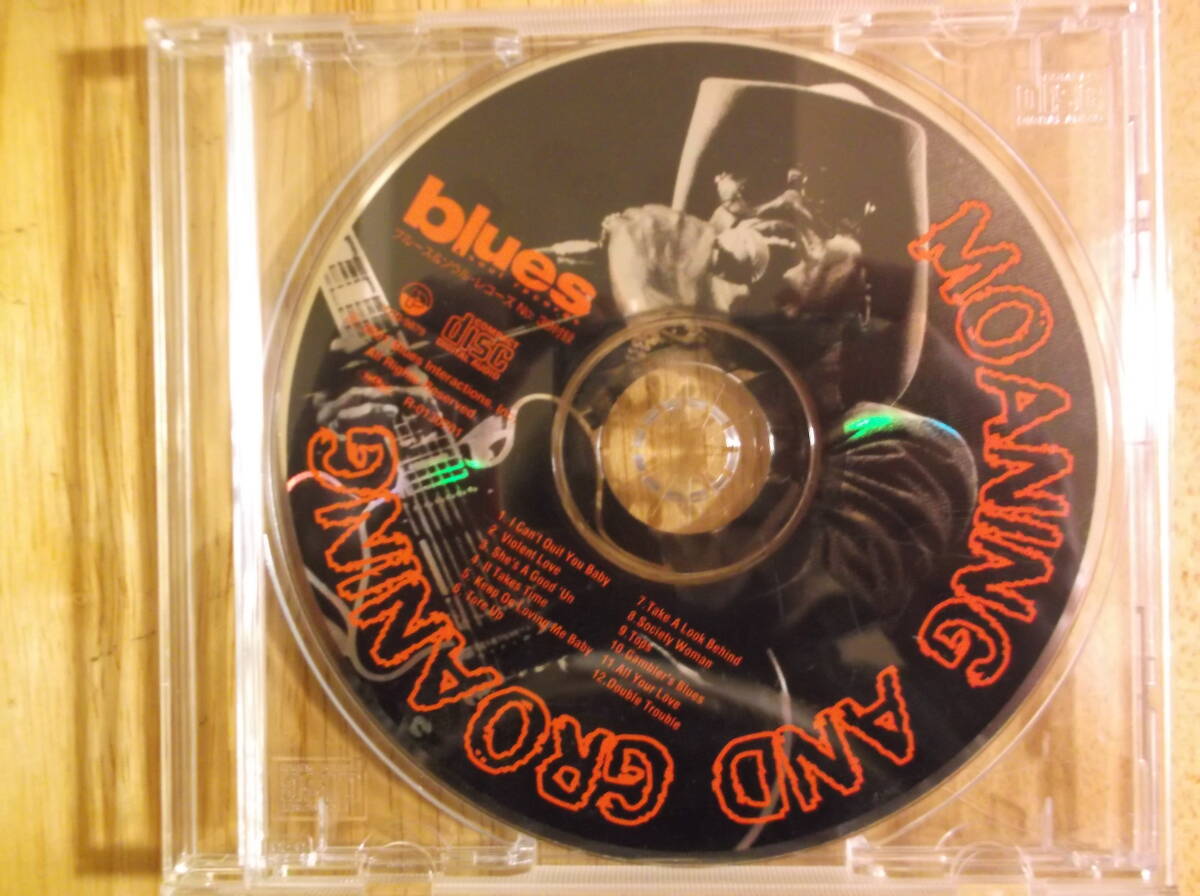 MOANING AND GROANING
blues
ブルース&ソウル・レコーズ No.
COMPACT
disc
DIGITAL AUDIO
Blues Interactions, Inc.
All Rights Reserved.
1. I Can't Quit You Baby
2. Violent Love
3. She's A Good 'Un
4. It Takes Time
5. Keep On Loving Me Baby
6. Tore Up
7.Take A Look Behind
8.Society Woman
9.Tops
10.Gambler's Blues
11.All Your Love
12.Double Trouble
COMPACT
disc
DIGITAL AUDIO